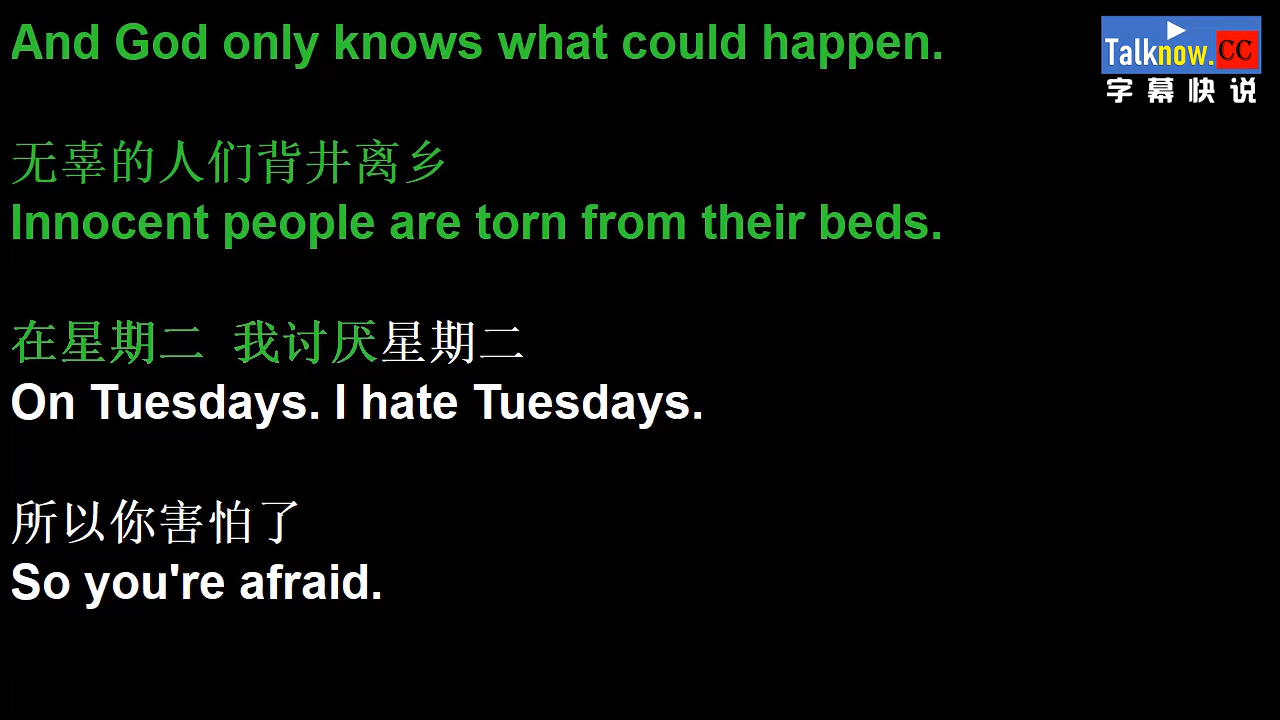 And God only knows what could happen.
Talknow.CC
字幕快说
无辜的人们背井离乡
Innocent people are torn from their beds.
在星期二 我讨厌星期二
On Tuesdays. I hate Tuesdays.
所以你害怕了
So you're afraid.